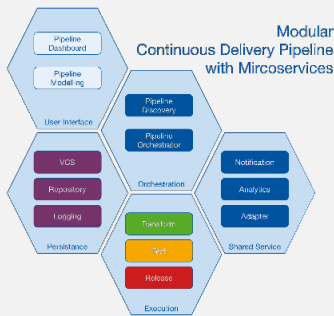 Modular
Continuous Delivery Pipeline
with Mircoservices
Pipeline
Dashboard
Pipeline
Modelling
User Interface
Pipeline
Discovery
Pipeline
Orchestrator
Orchestration
VCS
Repository
Logging
Persistance
Notification
Analytics
Adapter
Shared Service
Transform
Test
Release
Execution